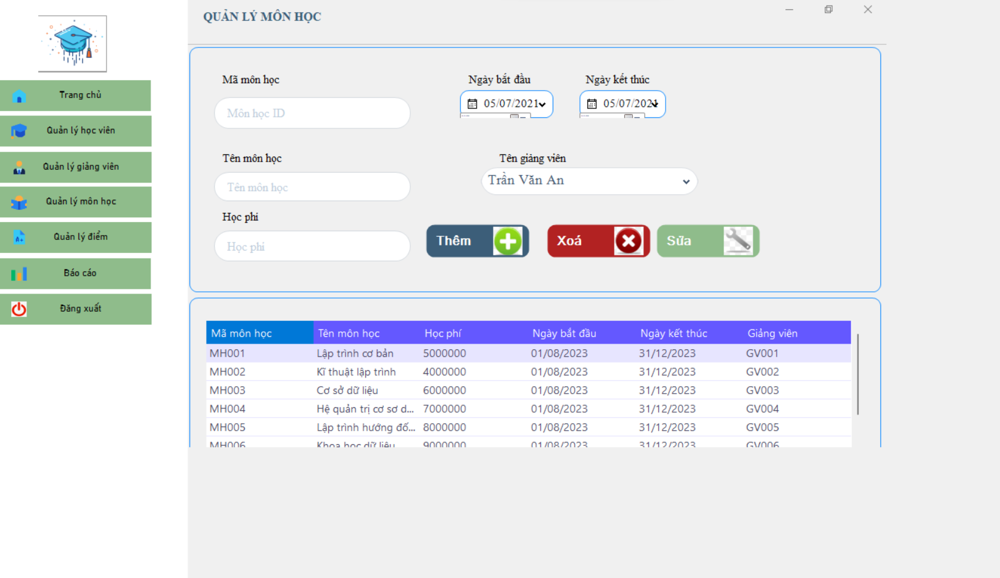 QUẢN LÝ MÔN HỌC
Trang chủ
Quản lý học viên
Quản lý giảng viên
Quản lý môn học
Quản lý điểm
Báo cáo
Đăng xuất
Mã môn học
Môn học ID
Ngày bắt đầu
Ngày kết thúc
05/07/2021
05/07/2021
Tên môn học
Tên môn học
Tên giảng viên
Trần Văn An
Học phí
Học phí
Thêm
Xoá
Sữa
Mã môn học Tên môn học Học phí Ngày bắt đầu Ngày kết thúc Giảng viên
MH001 Lập trình cơ bản 5000000 01/08/2023 31/12/2023 GV001
MH002 Kĩ thuật lập trình 4000000 01/08/2023 31/12/2023 GV002
MH003 Cơ sở dữ liệu 6000000 01/08/2023 31/12/2023 GV003
MH004 Hệ quản trị cơ sơ d... 7000000 01/08/2023 31/12/2023 GV004
MH005 Lập trình hướng đố... 8000000 01/08/2023 31/12/2023 GV005
MH006 Khoa học dữ liệu 9000000 01/08/2023 31/12/2023 GV006